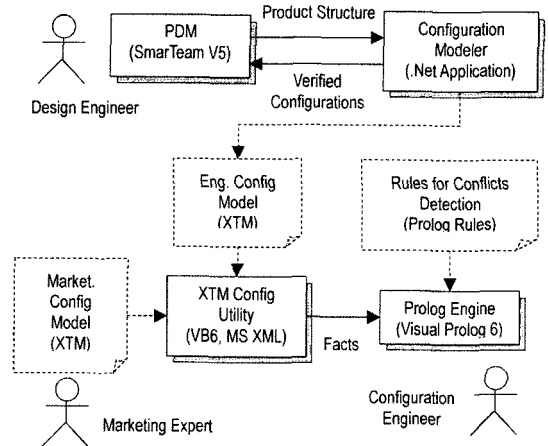 Product Structure
PDM
(SmarTeam V5)
Configuration
Modeler
(.Net Application)
Verified
Configurations
Design Engineer
Eng. Config
Model
(XTM)
Rules for Conflicts
Detection
(Prolog Rules)
Market.
Config
Model
(XTM)
XTM Config
Utility
(VB6, MS XML)
Facts
Prolog Engine
(Visual Prolog 6)
Marketing Expert
Configuration
Engineer